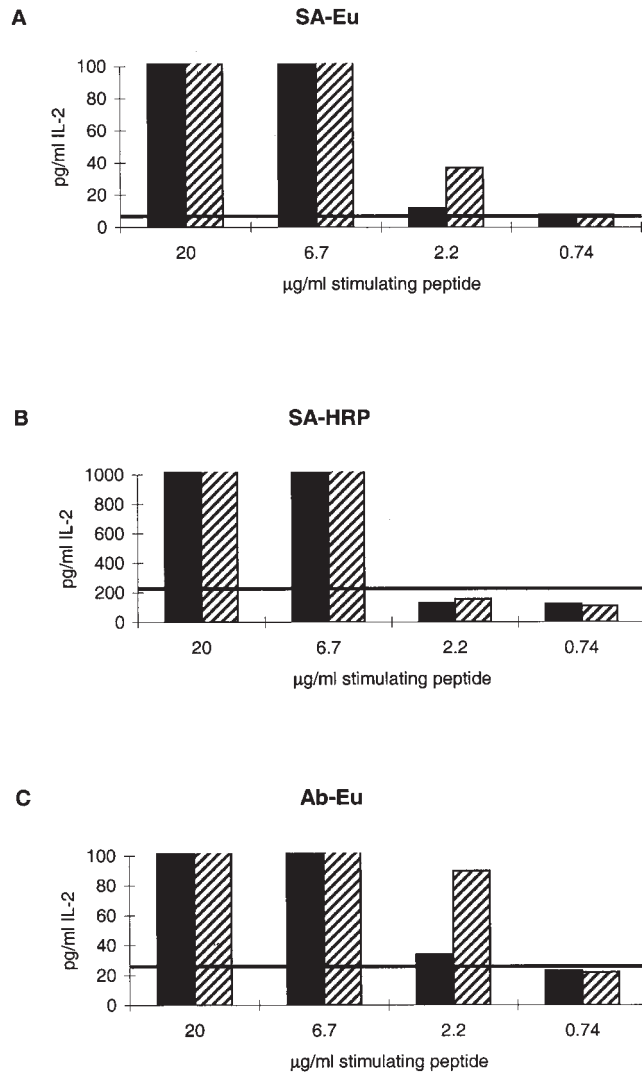 A
SA-Eu
pg/ml IL-2
100
80
60
40
20
0
20 6.7 2.2 0.74
µg/ml stimulating peptide
B
SA-HRP
pg/ml IL-2
1000
800
600
400
200
0
20 6.7 2.2 0.74
µg/ml stimulating peptide
C
Ab-Eu
pg/ml IL-2
100
80
60
40
20
0
20 6.7 2.2 0.74
µg/ml stimulating peptide